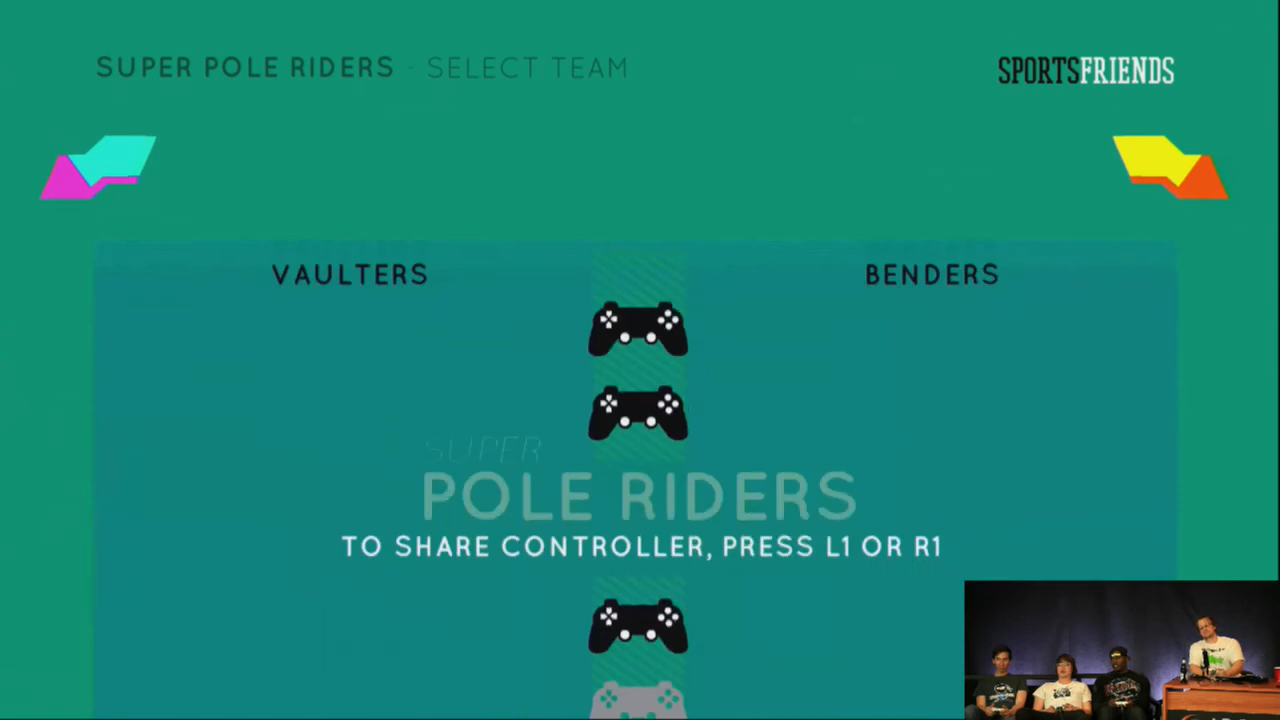 SUPER POLE RIDERS - SELECT TEAM
SPORTSFRIENDS
VAULTERS
BENDERS
SUPER
POLE RIDERS
TO SHARE CONTROLLER, PRESS L1 OR R1